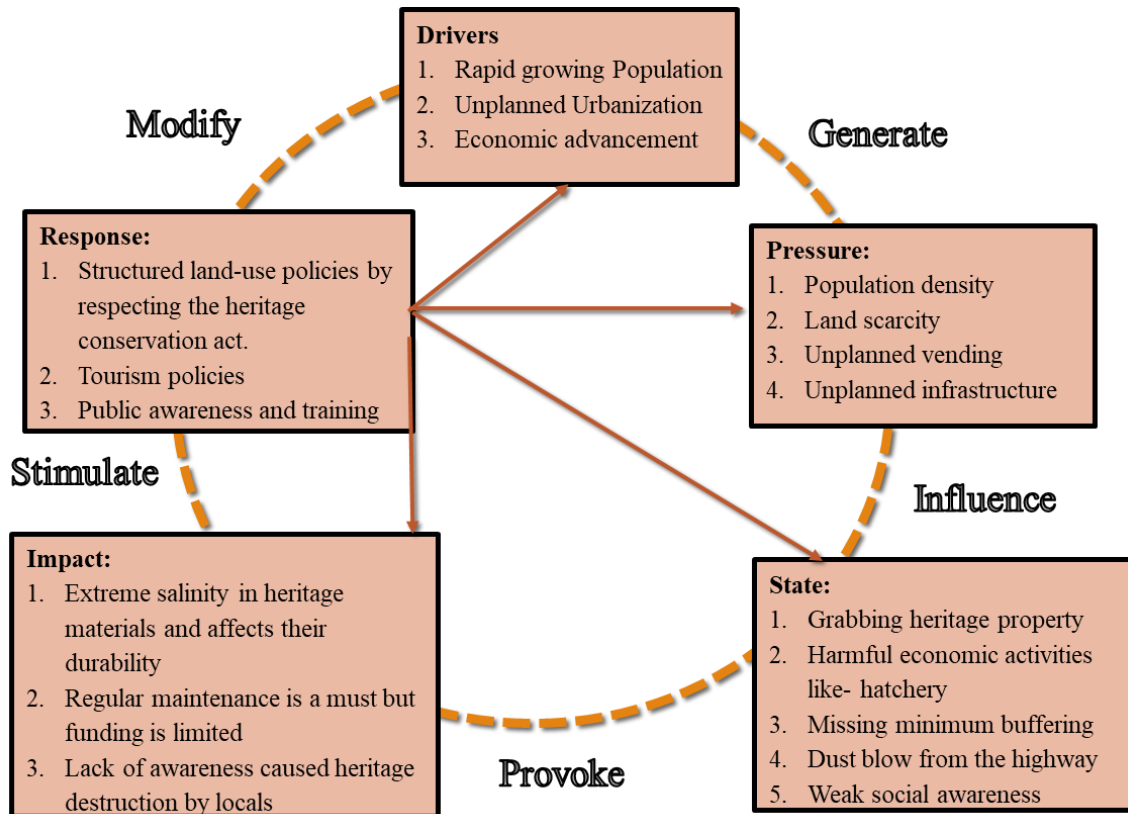 Drivers
1. Rapid growing Population
2. Unplanned Urbanization
3. Economic advancement
Modify
Generate
Response:
1. Structured land-use policies by
respecting the heritage
conservation act.
2. Tourism policies
3. Public awareness and training
Pressure:
1. Population density
2. Land scarcity
3. Unplanned vending
4. Unplanned infrastructure
Stimulate
Influence
Impact:
1. Extreme salinity in heritage
materials and affects their
durability
2. Regular maintenance is a must but
funding is limited
3. Lack of awareness caused heritage
destruction by locals
State:
1. Grabbing heritage property
2. Harmful economic activities
like- hatchery
3. Missing minimum buffering
4. Dust blow from the highway
5. Weak social awareness
Provoke